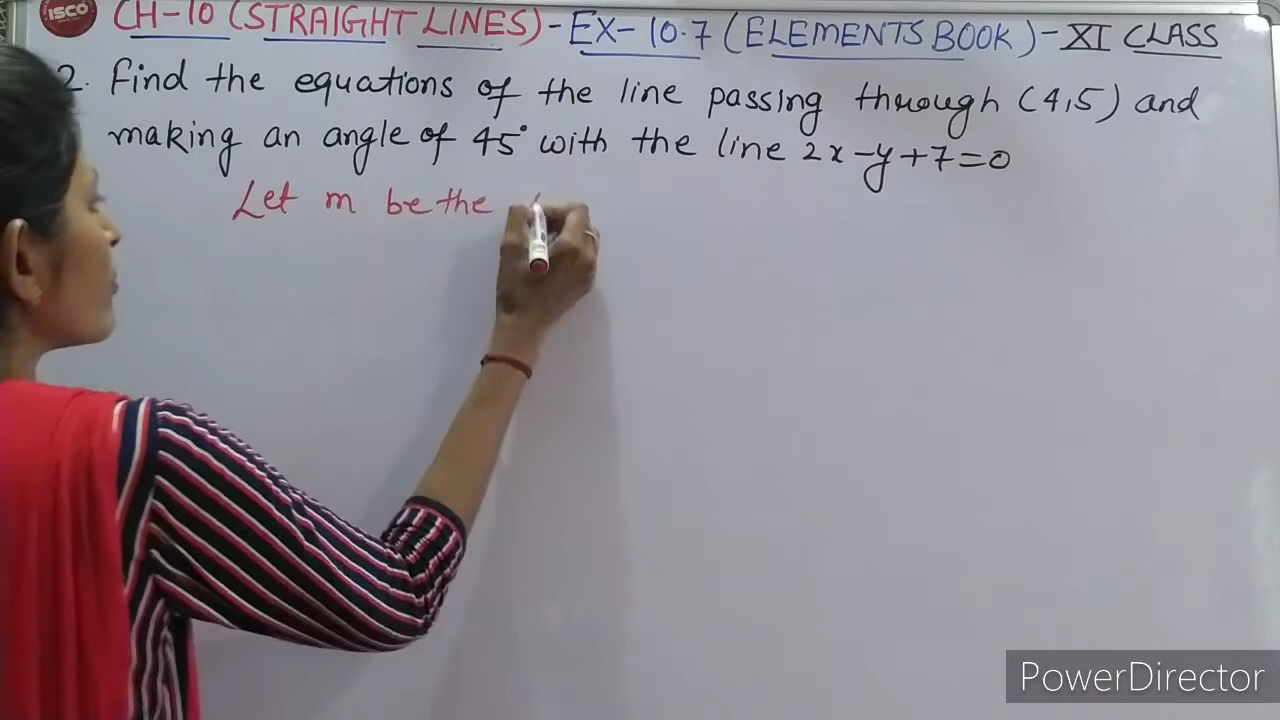 ISCO
CH-10 (STRAIGHT LINES) - EX-10.7 (ELEMENTS BOOK) - XI CLASS
2. Find the equations of the line passing through (4,5) and
making an angle of 45° with the line 2x-y+7=0
Let m be the
PowerDirector